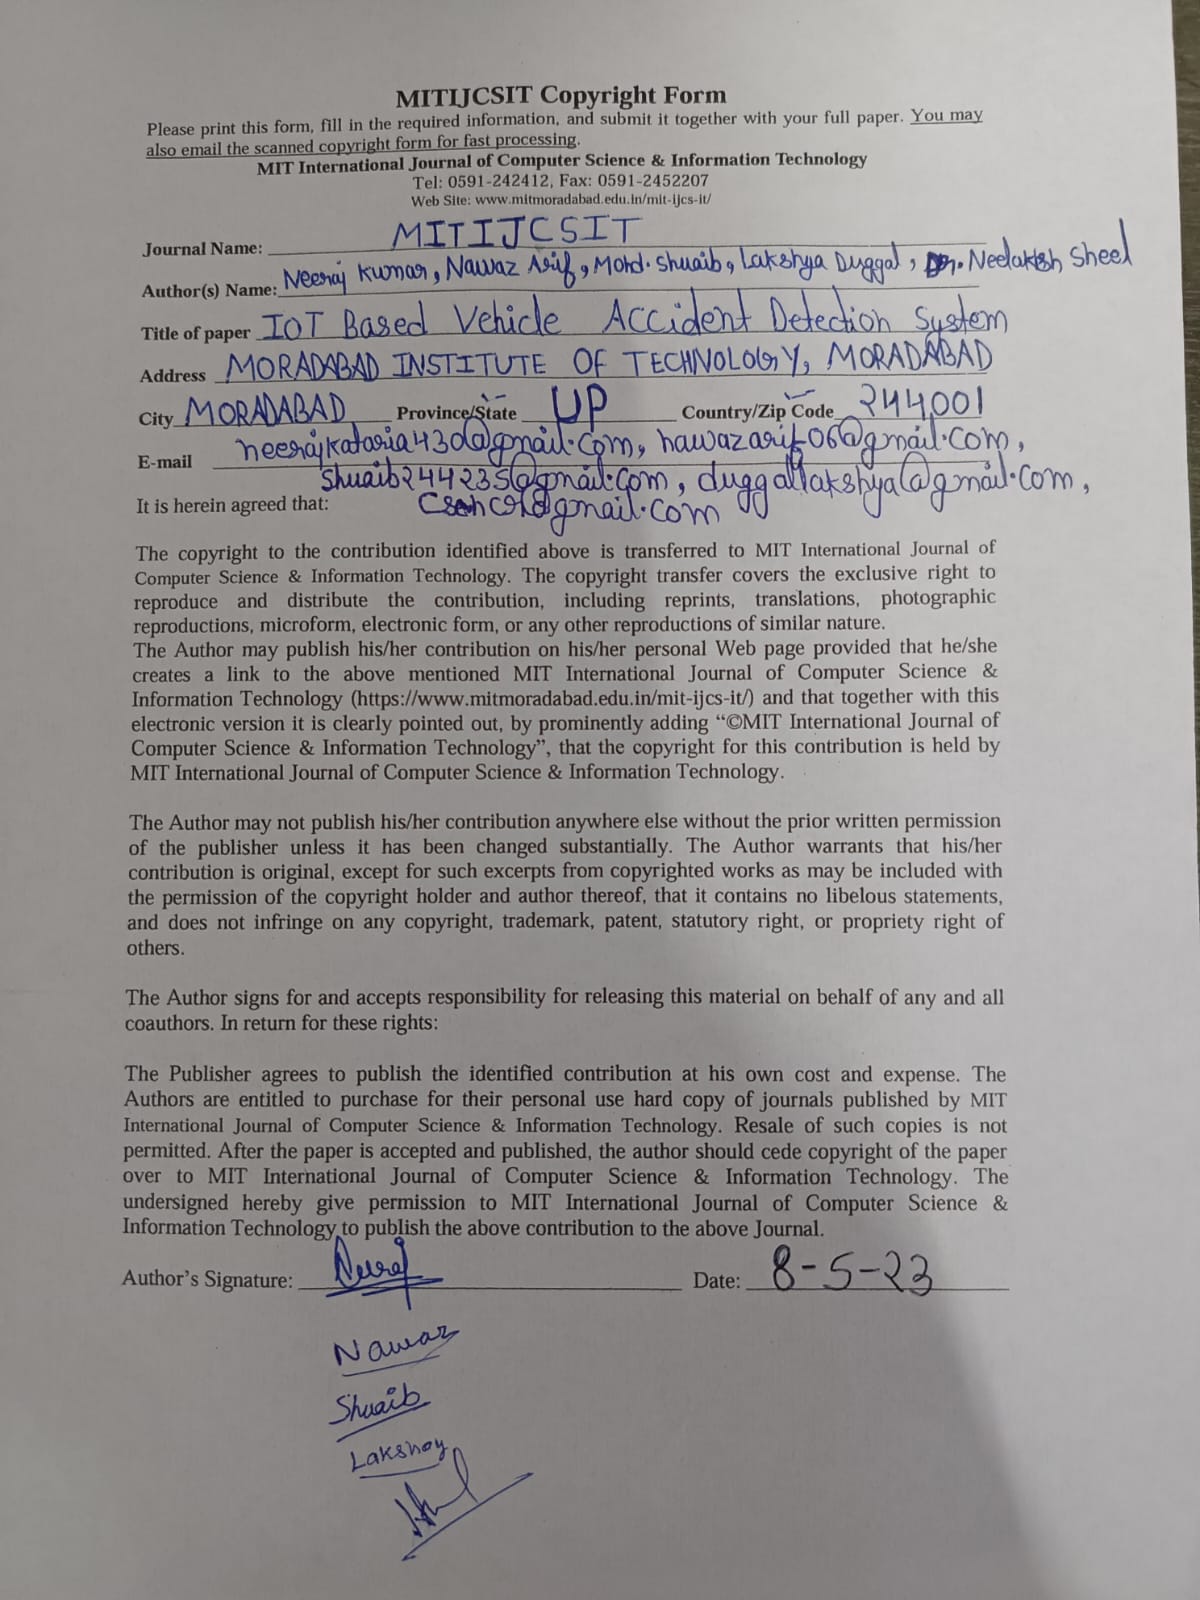 MITIJCSIT Copyright Form
Please print this form, fill in the required information, and submit it together with your full paper. You may
also email the scanned copyright form for fast processing.
MIT International Journal of Computer Science & Information Technology
Tel: 0591-242412, Fax: 0591-2452207
Web Site: www.mitmoradabad.edu.in/mit-ijcs-it/
Journal Name: MITIJCSIT
Author(s) Name: Neeraj Kumar, Nawaz Arif, Mohd. Shuaib, Lakshya Duggal, Dr. Neelaksh Sheel
Title of paper IOT Based Vehicle Accident Detection System
Address MORADABAD INSTITUTE OF TECHNOLOGY, MORADABAD
City MORADABAD Province/State UP Country/Zip Code 244001
E-mail neerajkataria430@gmail.com, nawazarif06@gmail.com,
shuaib244235@gmail.com, duggallakshya@gmail.com,
It is herein agreed that:
The copyright to the contribution identified above is transferred to MIT International Journal of
Computer Science & Information Technology. The copyright transfer covers the exclusive right to
reproduce and distribute the contribution, including reprints, translations, photographic
reproductions, microform, electronic form, or any other reproductions of similar nature.
The Author may publish his/her contribution on his/her personal Web page provided that he/she
creates a link to the above mentioned MIT International Journal of Computer Science &
Information Technology (https://www.mitmoradabad.edu.in/mit-ijcs-it/) and that together with this
electronic version it is clearly pointed out, by prominently adding “©MIT International Journal of
Computer Science & Information Technology”, that the copyright for this contribution is held by
MIT International Journal of Computer Science & Information Technology.
The Author may not publish his/her contribution anywhere else without the prior written permission
of the publisher unless it has been changed substantially. The Author warrants that his/her
contribution is original, except for such excerpts from copyrighted works as may be included with
the permission of the copyright holder and author thereof, that it contains no libelous statements,
and does not infringe on any copyright, trademark, patent, statutory right, or propriety right of
others.
The Author signs for and accepts responsibility for releasing this material on behalf of any and all
coauthors. In return for these rights:
The Publisher agrees to publish the identified contribution at his own cost and expense. The
Authors are entitled to purchase for their personal use hard copy of journals published by MIT
International Journal of Computer Science & Information Technology. Resale of such copies is not
permitted. After the paper is accepted and published, the author should cede copyright of the paper
over to MIT International Journal of Computer Science & Information Technology. The
undersigned hereby give permission to MIT International Journal of Computer Science &
Information Technology to publish the above contribution to the above Journal.
Author’s Signature: Neeraj Date: 8-5-23
Nawaz
Shuaib
Lakshay